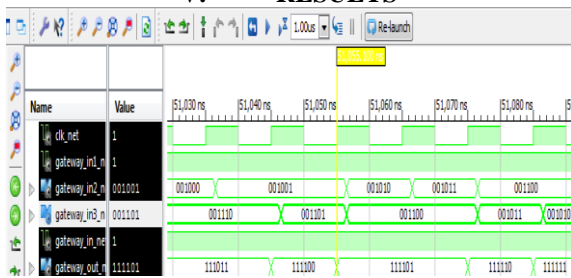 V. RESULTS
1.00us Re-launch
51,055.100 ns
Name Value 51,030 ns 51,040 ns 51,050 ns 51,060 ns 51,070 ns 51,080 ns
clk_net 1
gateway_in1_n 1
gateway_in2_n 001001 001000 001001 001010 001011 001100
gateway_in3_n 001101 001110 001101 001100 001011 001010
gateway_in_ne 1
gateway_out_n 111101 111011 111100 111101 111110 111111